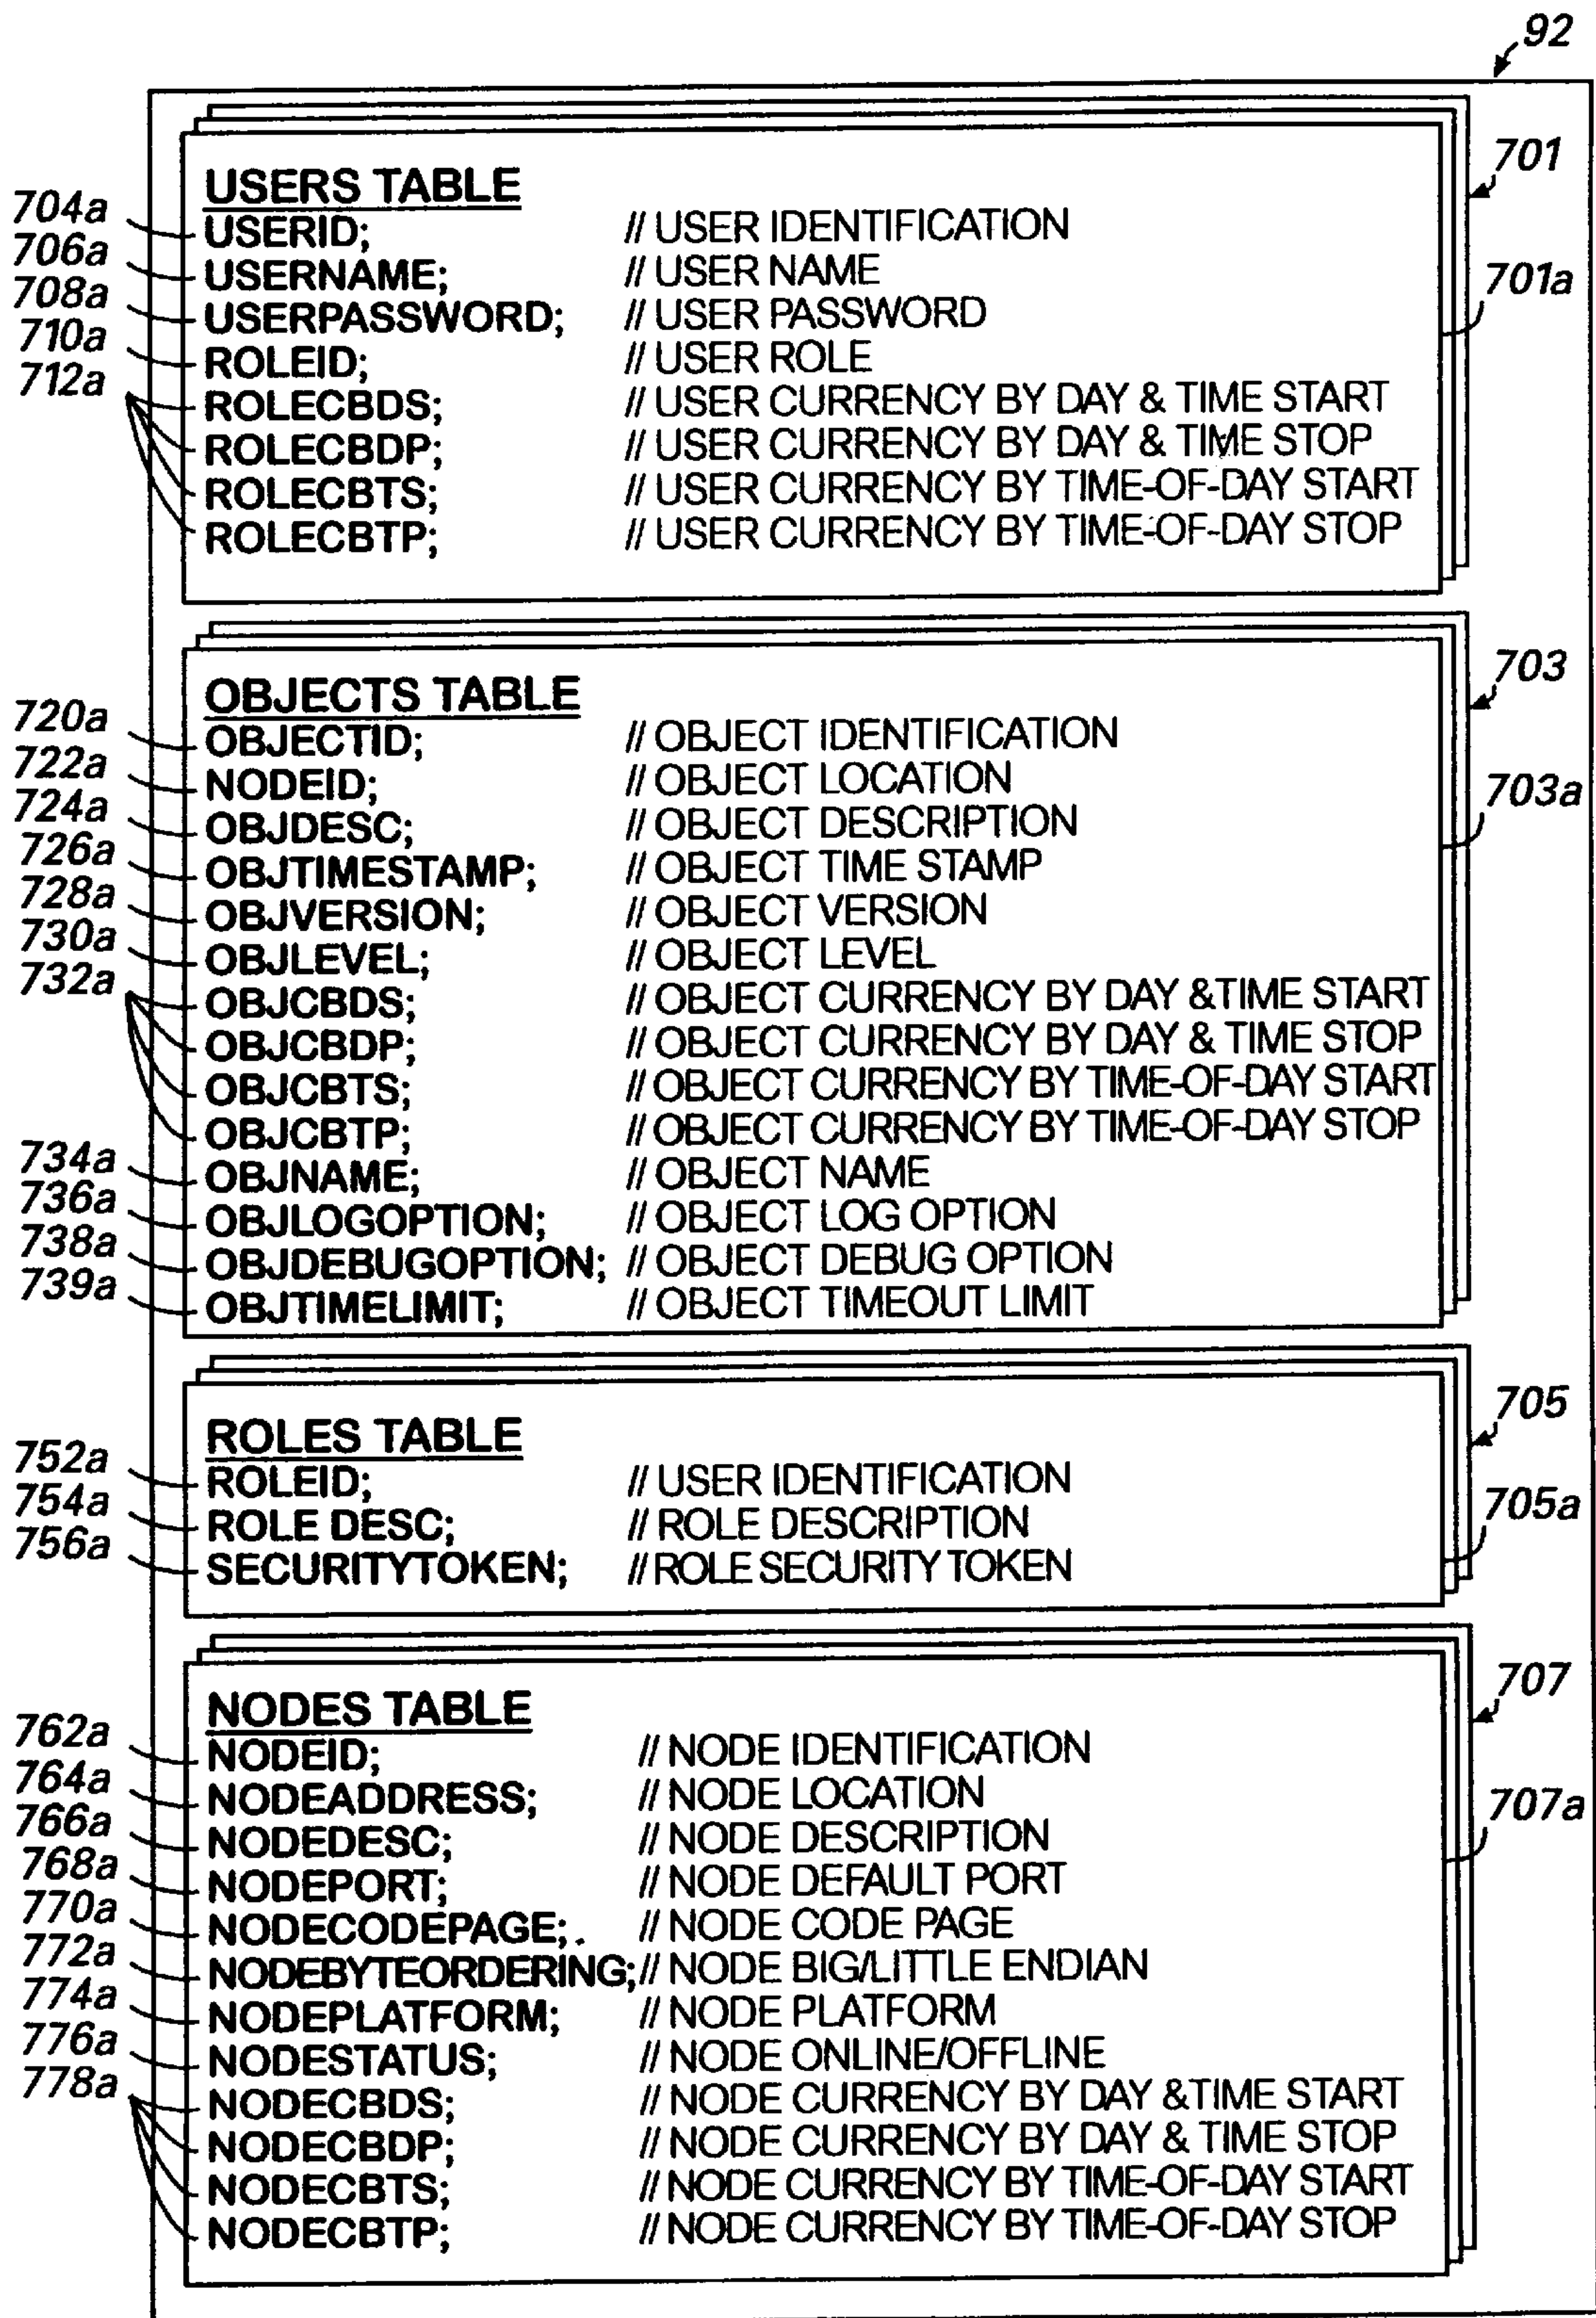 92
701
USERS TABLE
704a USERID; // USER IDENTIFICATION
706a USERNAME; // USER NAME
701a
708a USERPASSWORD; // USER PASSWORD
710a ROLEID; // USER ROLE
712a ROLECBDS; // USER CURRENCY BY DAY & TIME START
ROLECBDP; // USER CURRENCY BY DAY & TIME STOP
ROLECBTS; // USER CURRENCY BY TIME-OF-DAY START
ROLECBTP; // USER CURRENCY BY TIME-OF-DAY STOP
703
OBJECTS TABLE
720a OBJECTID; // OBJECT IDENTIFICATION
722a NODEID; // OBJECT LOCATION
703a
724a OBJDESC; // OBJECT DESCRIPTION
726a OBJTIMESTAMP; // OBJECT TIME STAMP
728a OBJVERSION; // OBJECT VERSION
730a OBJLEVEL; // OBJECT LEVEL
732a OBJCBDS; // OBJECT CURRENCY BY DAY &TIME START
OBJCBDP; // OBJECT CURRENCY BY DAY & TIME STOP
OBJCBTS; // OBJECT CURRENCY BY TIME-OF-DAY START
OBJCBTP; // OBJECT CURRENCY BY TIME-OF-DAY STOP
734a OBJNAME; // OBJECT NAME
736a OBJLOGOPTION; // OBJECT LOG OPTION
738a OBJDEBUGOPTION; // OBJECT DEBUG OPTION
739a OBJTIMELIMIT; // OBJECT TIMEOUT LIMIT
705
ROLES TABLE
752a ROLEID; // USER IDENTIFICATION
705a
754a ROLE DESC; // ROLE DESCRIPTION
756a SECURITYTOKEN; // ROLE SECURITY TOKEN
707
NODES TABLE
762a NODEID; // NODE IDENTIFICATION
764a NODEADDRESS; // NODE LOCATION
707a
766a NODEDESC; // NODE DESCRIPTION
768a NODEPORT; // NODE DEFAULT PORT
770a NODECODEPAGE; // NODE CODE PAGE
772a NODEBYTEORDERING; // NODE BIG/LITTLE ENDIAN
774a NODEPLATFORM; // NODE PLATFORM
776a NODESTATUS; // NODE ONLINE/OFFLINE
778a NODECBDS; // NODE CURRENCY BY DAY &TIME START
NODECBDP; // NODE CURRENCY BY DAY & TIME STOP
NODECBTS; // NODE CURRENCY BY TIME-OF-DAY START
NODECBTP; // NODE CURRENCY BY TIME-OF-DAY STOP